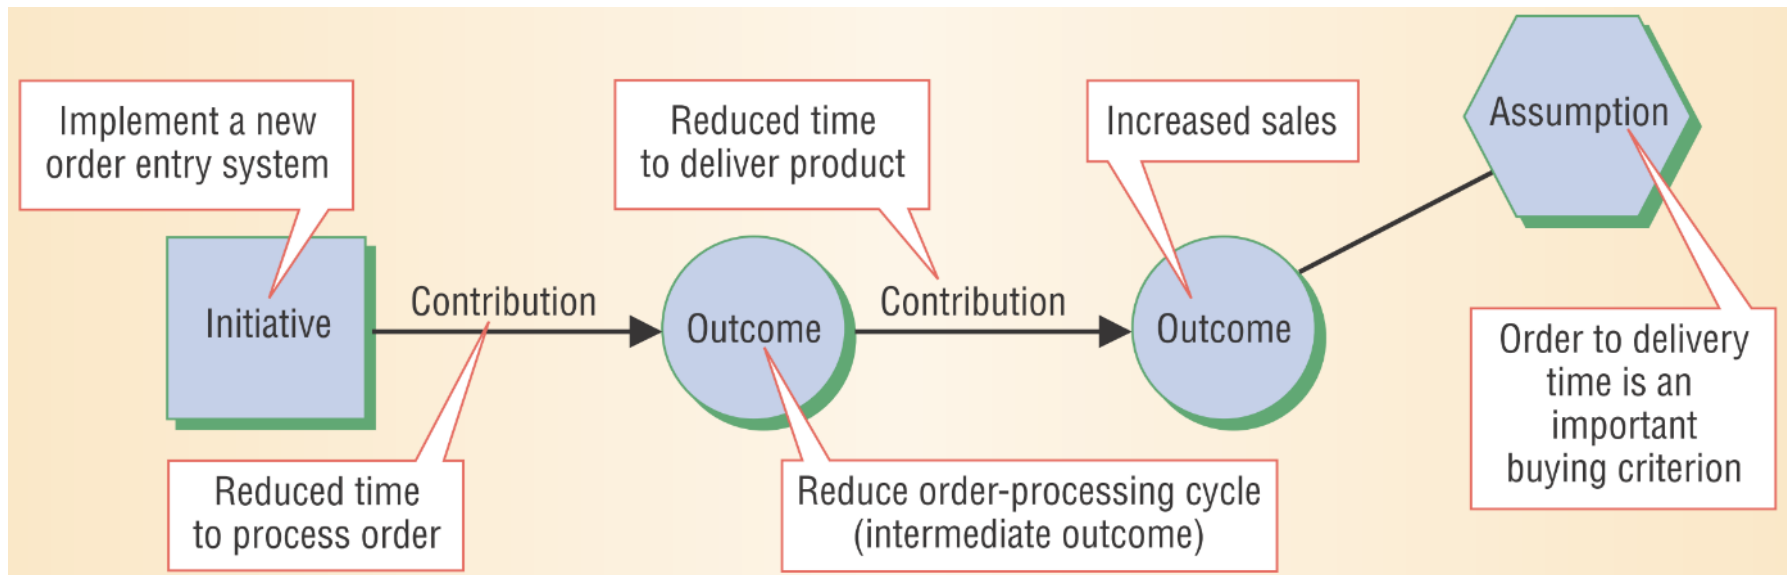 Implement a new
order entry system
Reduced time
to deliver product
Increased sales
Assumption
Initiative
Contribution
Outcome
Contribution
Outcome
Reduced time
to process order
Reduce order-processing cycle
(intermediate outcome)
Order to delivery
time is an
important
buying criterion